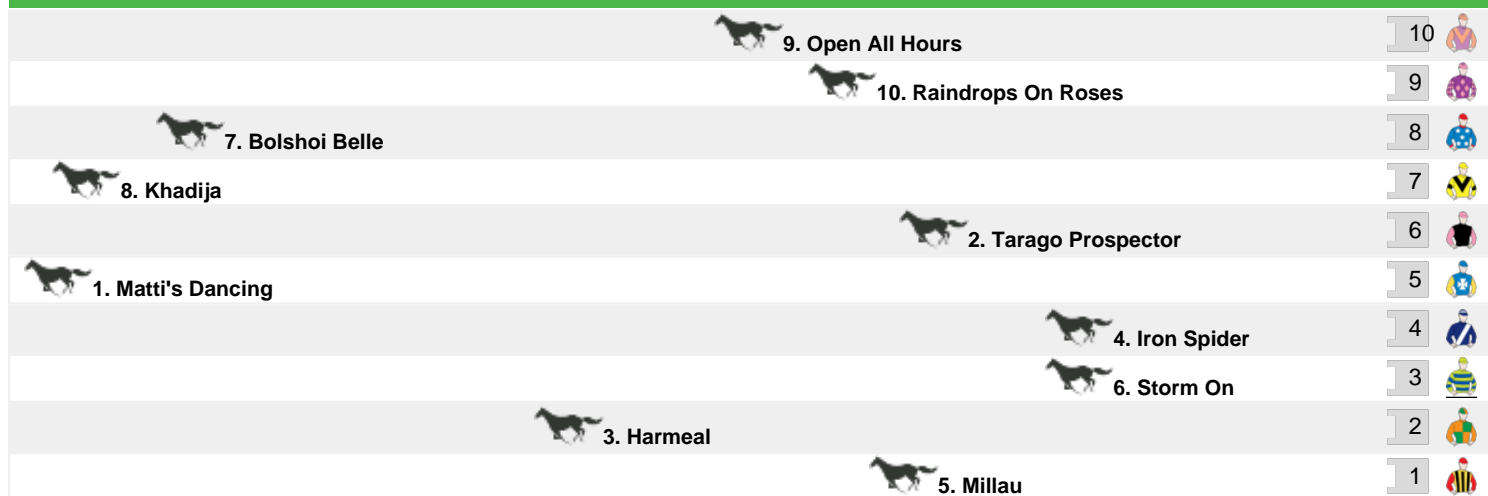 9. Open All Hours 10
10. Raindrops On Roses 9
7. Bolshoi Belle 8
8. Khadija 7
2. Tarago Prospector 6
1. Matti's Dancing 5
4. Iron Spider 4
6. Storm On 3
3. Harmeal 2
5. Millau 1